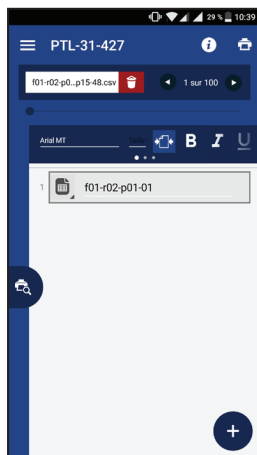 29 % 10:39
PTL-31-427
f01-r02-p0...p15-48.csv
1 sur 100
Arial MT
B I U
1 f01-r02-p01-01